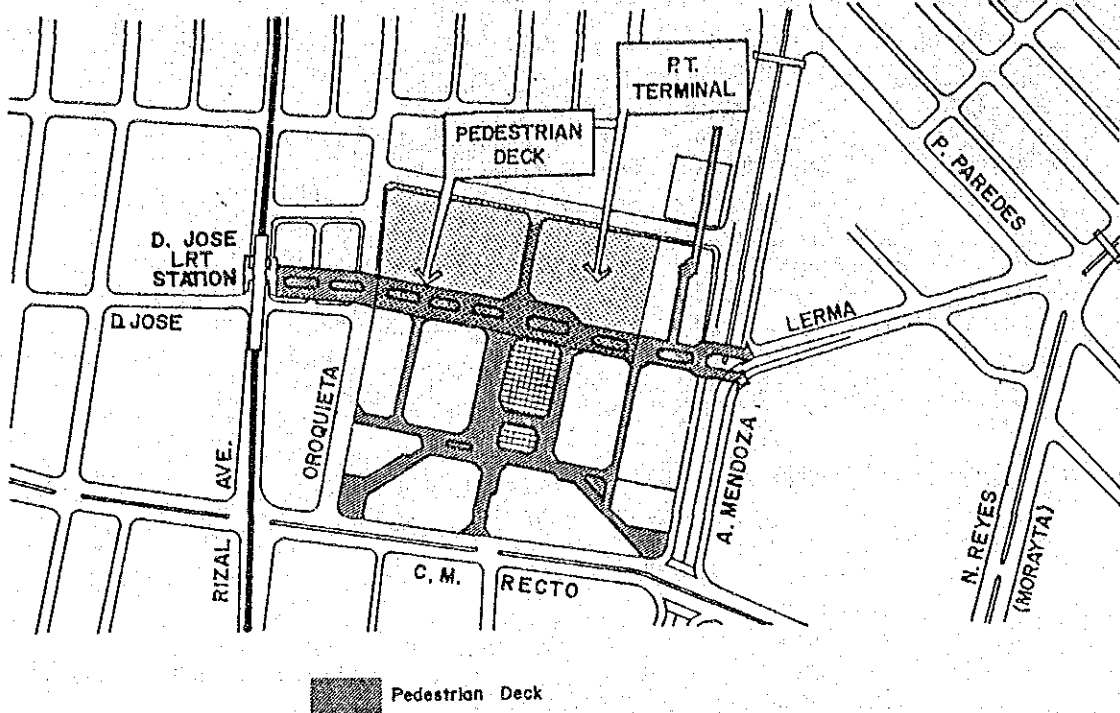 P.T.
TERMINAL
PEDESTRIAN
DECK
P. PAREDES
D. JOSE
LRT
STATION
D. JOSE
LERMA
OROQUIETA
A. MENDOZA
RIZAL AVE.
C. M. RECTO
N. REYES
(MORAYTA)
Pedestrian Deck